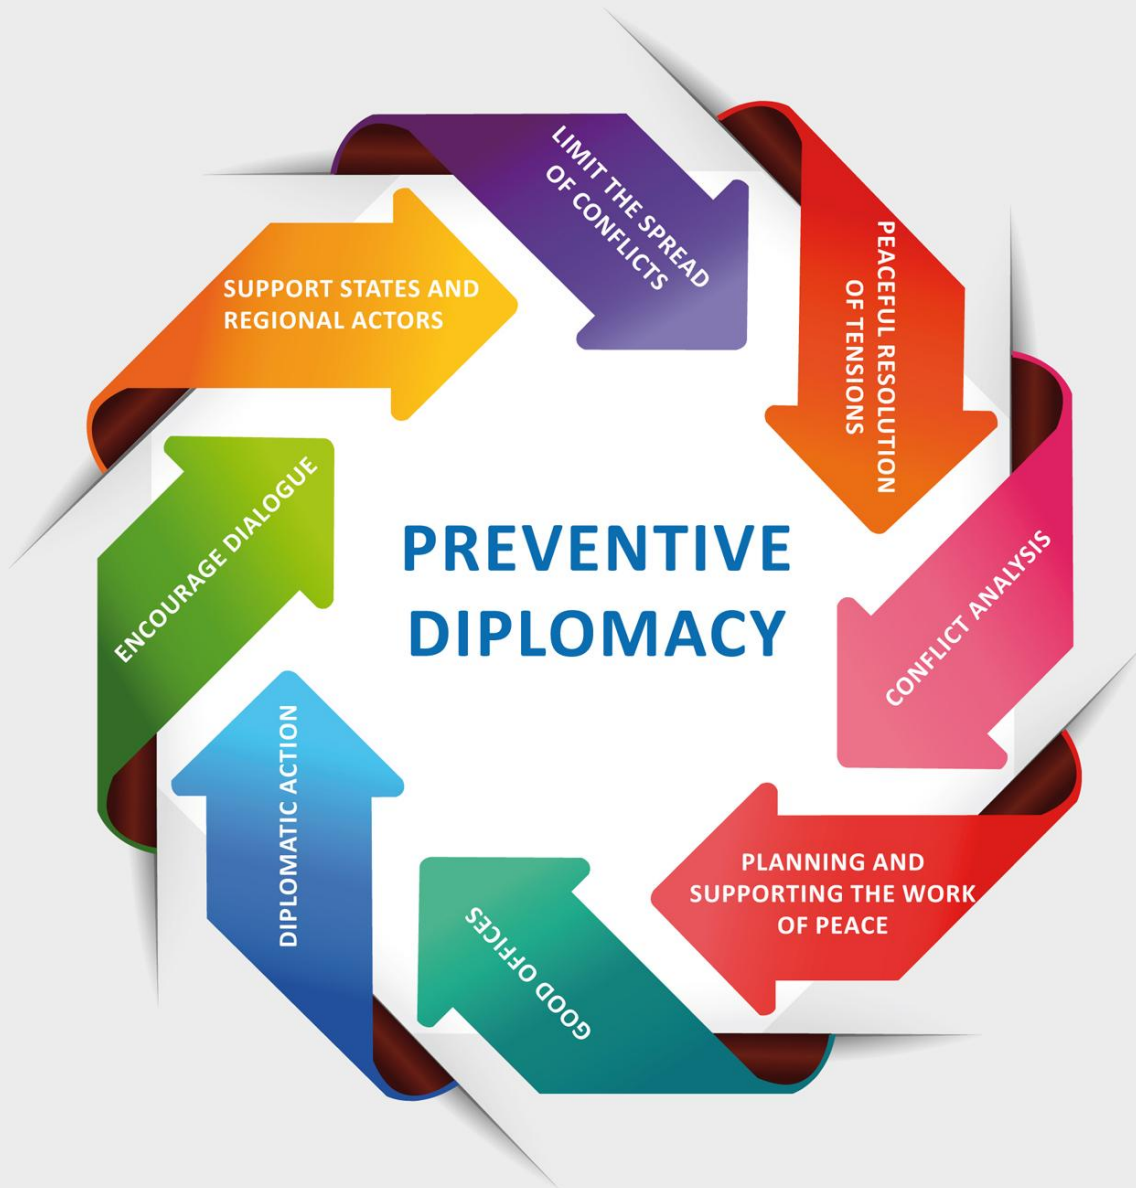 LIMIT THE SPREAD
OF CONFLICTS
PEACEFUL RESOLUTION
OF TENSIONS
CONFLICT ANALYSIS
PLANNING AND
SUPPORTING THE WORK
OF PEACE
GOOD OFFICES
DIPLOMATIC ACTION
ENCOURAGE DIALOGUE
SUPPORT STATES AND
REGIONAL ACTORS
PREVENTIVE
DIPLOMACY